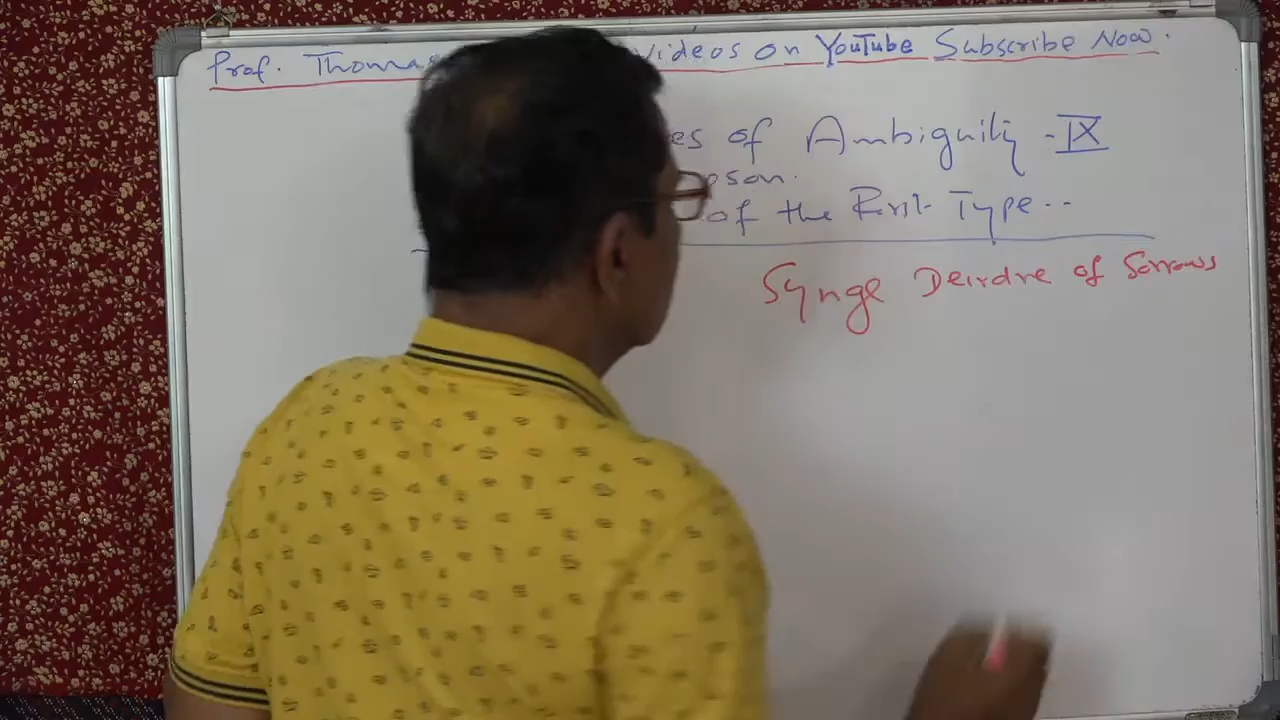 Prof. Thomas Videos on YouTube Subscribe Now.
es of Ambiguity - IX
pson.
of the First Type..
Synge Deirdre of Sorrows